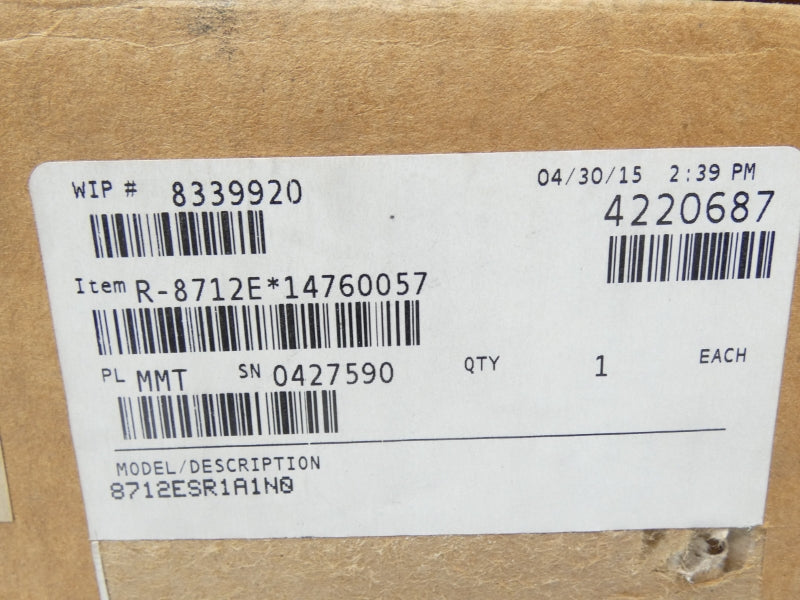 WIP # 8339920
04/30/15 2:39 PM
4220687
Item R-8712E*14760057
PL MMT SN 0427590 QTY 1 EACH
MODEL/DESCRIPTION
8712ESR1A1N0